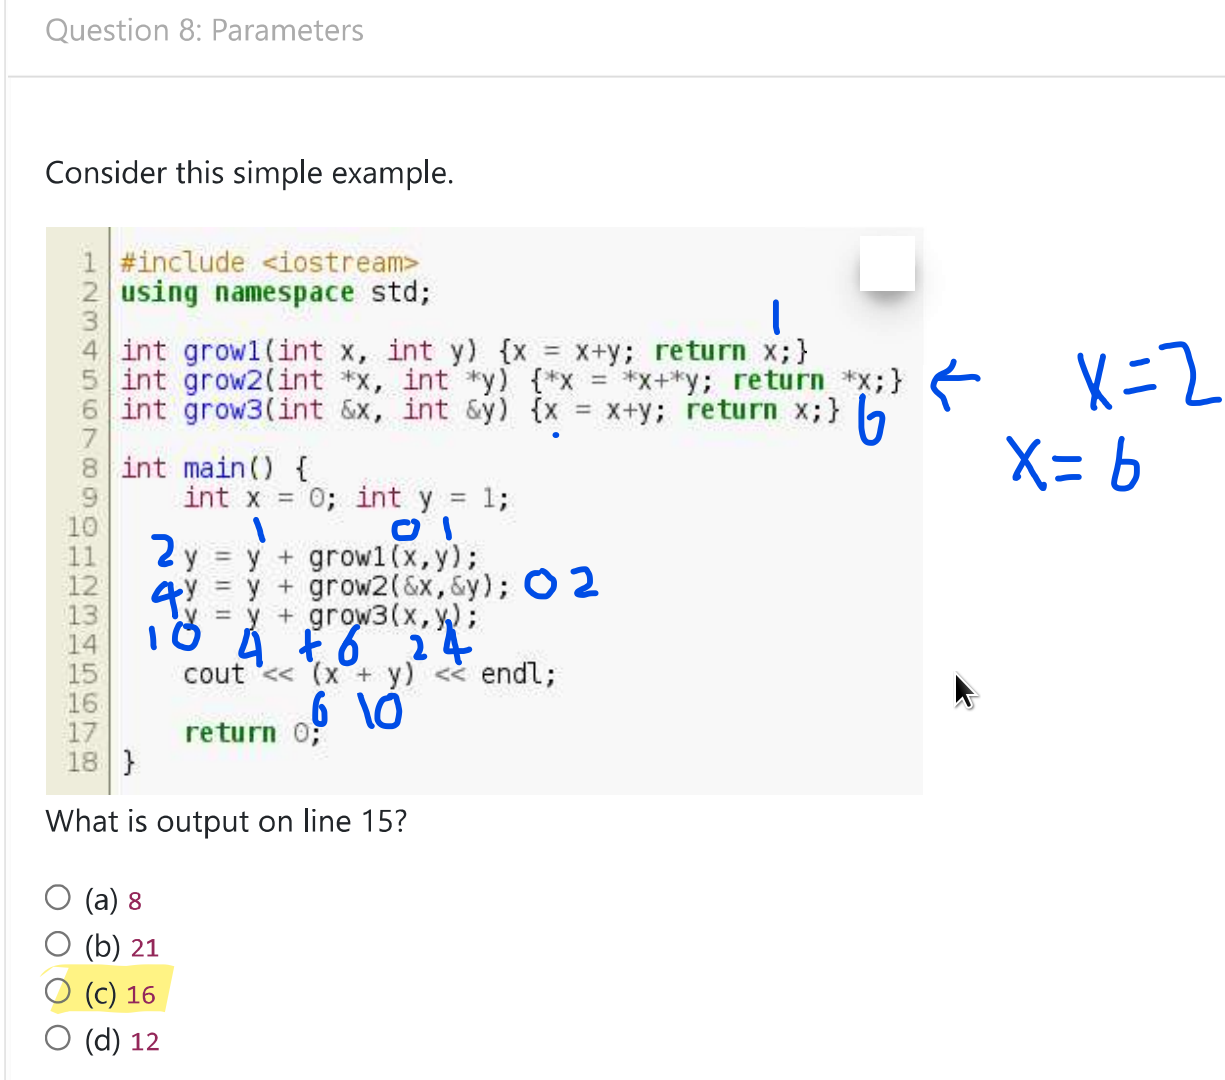 Question 8: Parameters
Consider this simple example.
1 #include <iostream>
2 using namespace std;
3
1
4 int grow1(int x, int y) {x = x+y; return x;}
5 int grow2(int *x, int *y) {*x = *x+*y; return *x;} ← x=2
6 int grow3(int &x, int &y) {x = x+y; return x;} 6
7
x=6
8 int main() {
9 int x = 0; int y = 1;
10
1 0 1
11 2 y = y + grow1(x,y);
12 4 y = y + grow2(&x,&y); 0 2
13 y = y + grow3(x,y);
14 10 4 + 6 2 4
15 cout << (x + y) << endl;
16 6 10
17 return 0;
18 }
What is output on line 15?
(a) 8
(b) 21
(c) 16
(d) 12